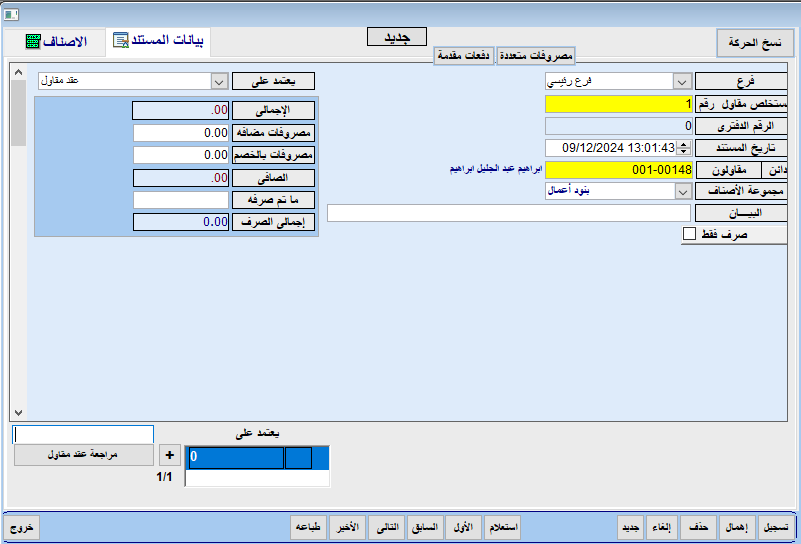 نسخ الحركة
جديد
بيانات المستند
الاصناف
مصروفات متعددة
دفعات مقدمة
فرع
فرع رئيسي
ستخلص مقاول رقم
1
الرقم الدفترى
0
تاريخ المستند
09/12/2024 13:01:43
دائن
مقاولون
001-00148
ابراهيم عبد الجليل ابراهيم
مجموعة الأصناف
بنود أعمال
البيـــان
صرف فقط
يعتمد على
عقد مقاول
الإجمالى
.00
مصروفات مضافه
0.00
مصروفات بالخصم
0.00
الصافى
.00
ما تم صرفه
إجمالى الصرف
0.00
يعتمد على
مراجعة عقد مقاول
+
0
1/1
تسجيل
إهمال
حذف
إلغاء
جديد
استعلام
الأول
السابق
التالى
الأخير
طباعه
خروج